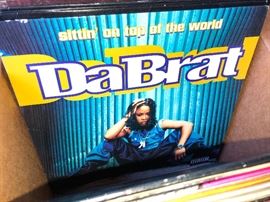 sittin' on top of the world
Da Brat